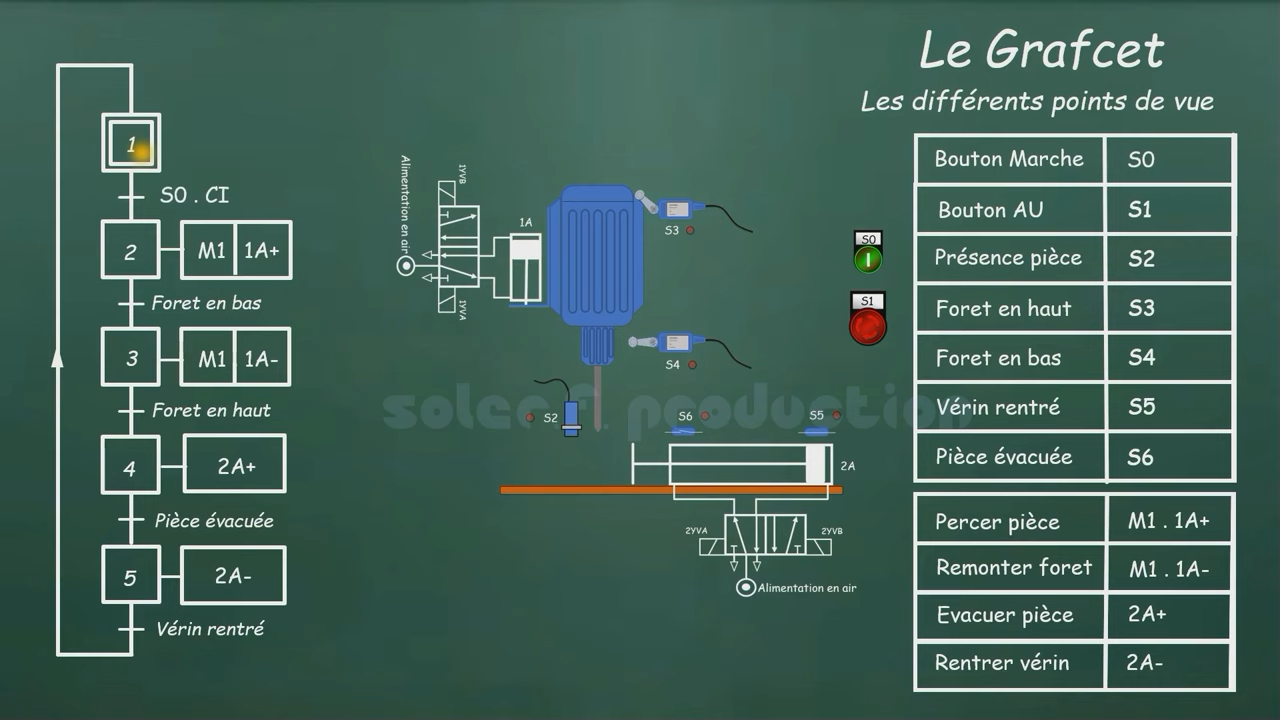 Le Grafcet
Les différents points de vue
1
S0 . CI
2 M1 1A+
Foret en bas
3 M1 1A-
Foret en haut
4 2A+
Pièce évacuée
5 2A-
Vérin rentré
Alimentation en air
1YVB
1YVA
1A
S3
S4
S2
S6
S5
2A
2YVA
2YVB
Alimentation en air
S0
S1
Bouton Marche S0
Bouton AU S1
Présence pièce S2
Foret en haut S3
Foret en bas S4
Vérin rentré S5
Pièce évacuée S6
Percer pièce M1 . 1A+
Remonter foret M1 . 1A-
Evacuer pièce 2A+
Rentrer vérin 2A-
production